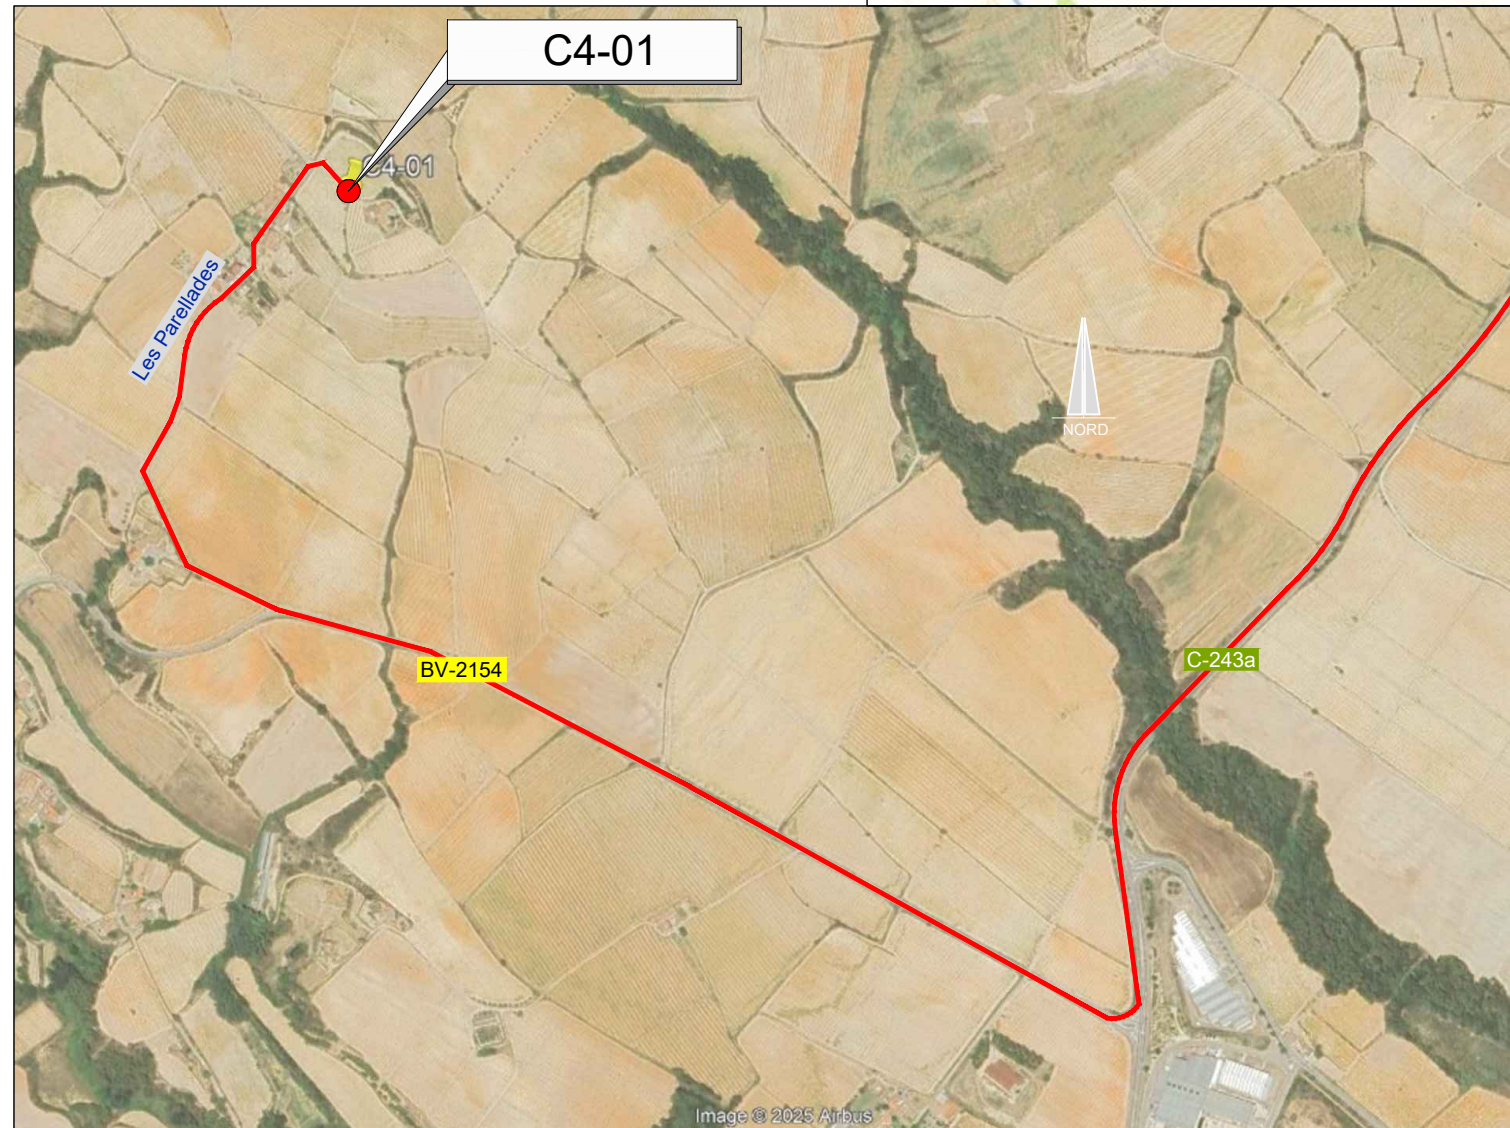 C4-01
C4-01
Les Parellades
NORD
BV-2154
C-243a
Image © 2025 Airbus